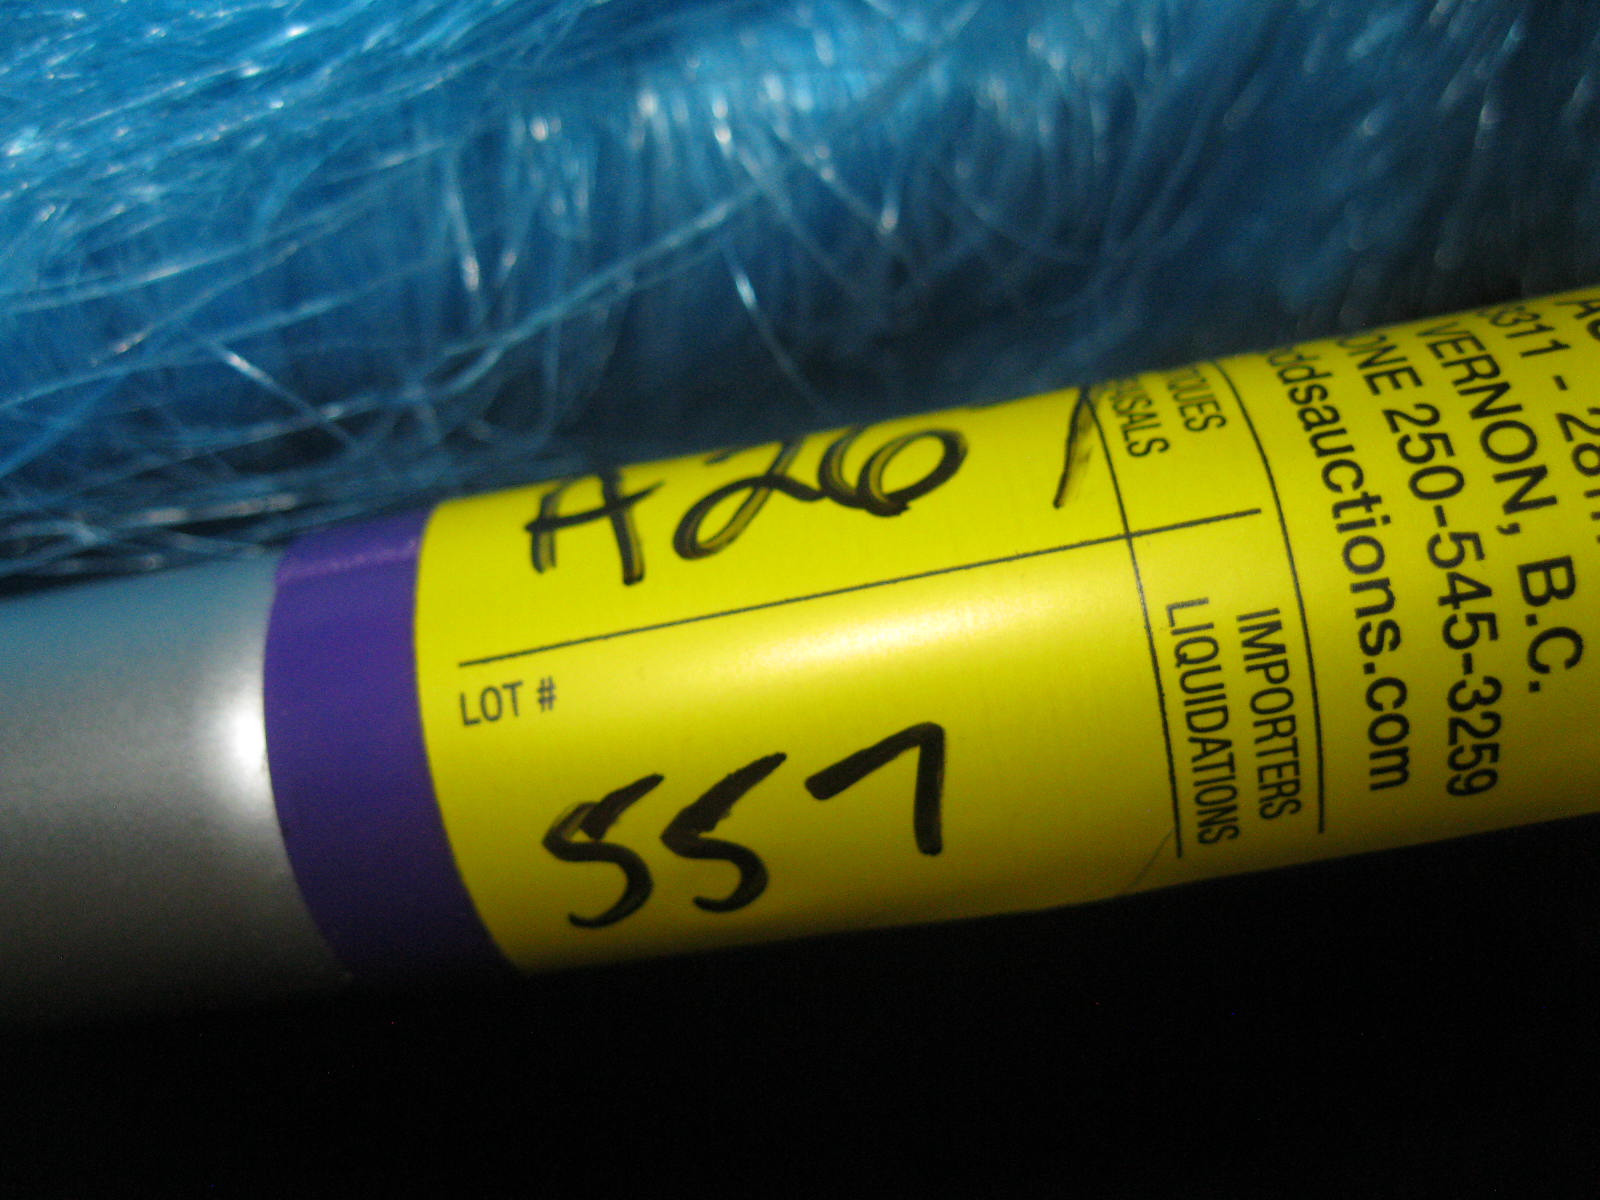 A26
LOT #
557
IMPORTERS
LIQUIDATIONS
VERNON, B.C.
250-545-3259
dsauctions.com